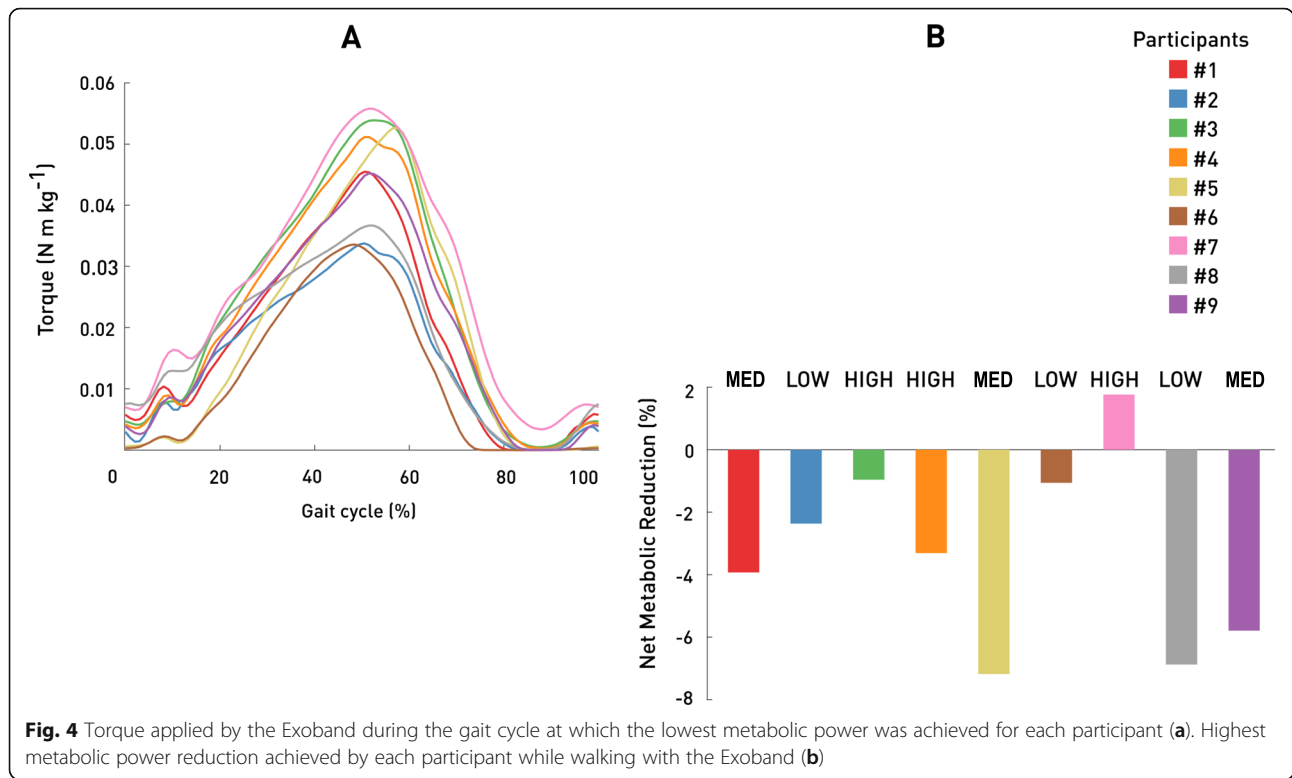 A
B
Participants
#1
#2
#3
#4
#5
#6
#7
#8
#9
Torque (N m kg-1)
0.06
0.05
0.04
0.03
0.02
0.01
0 20 40 60 80 100
Gait cycle (%)
Net Metabolic Reduction (%)
MED LOW HIGH HIGH MED LOW HIGH LOW MED
2
0
-2
-4
-6
-8
Fig. 4 Torque applied by the Exoband during the gait cycle at which the lowest metabolic power was achieved for each participant (a). Highest
metabolic power reduction achieved by each participant while walking with the Exoband (b)